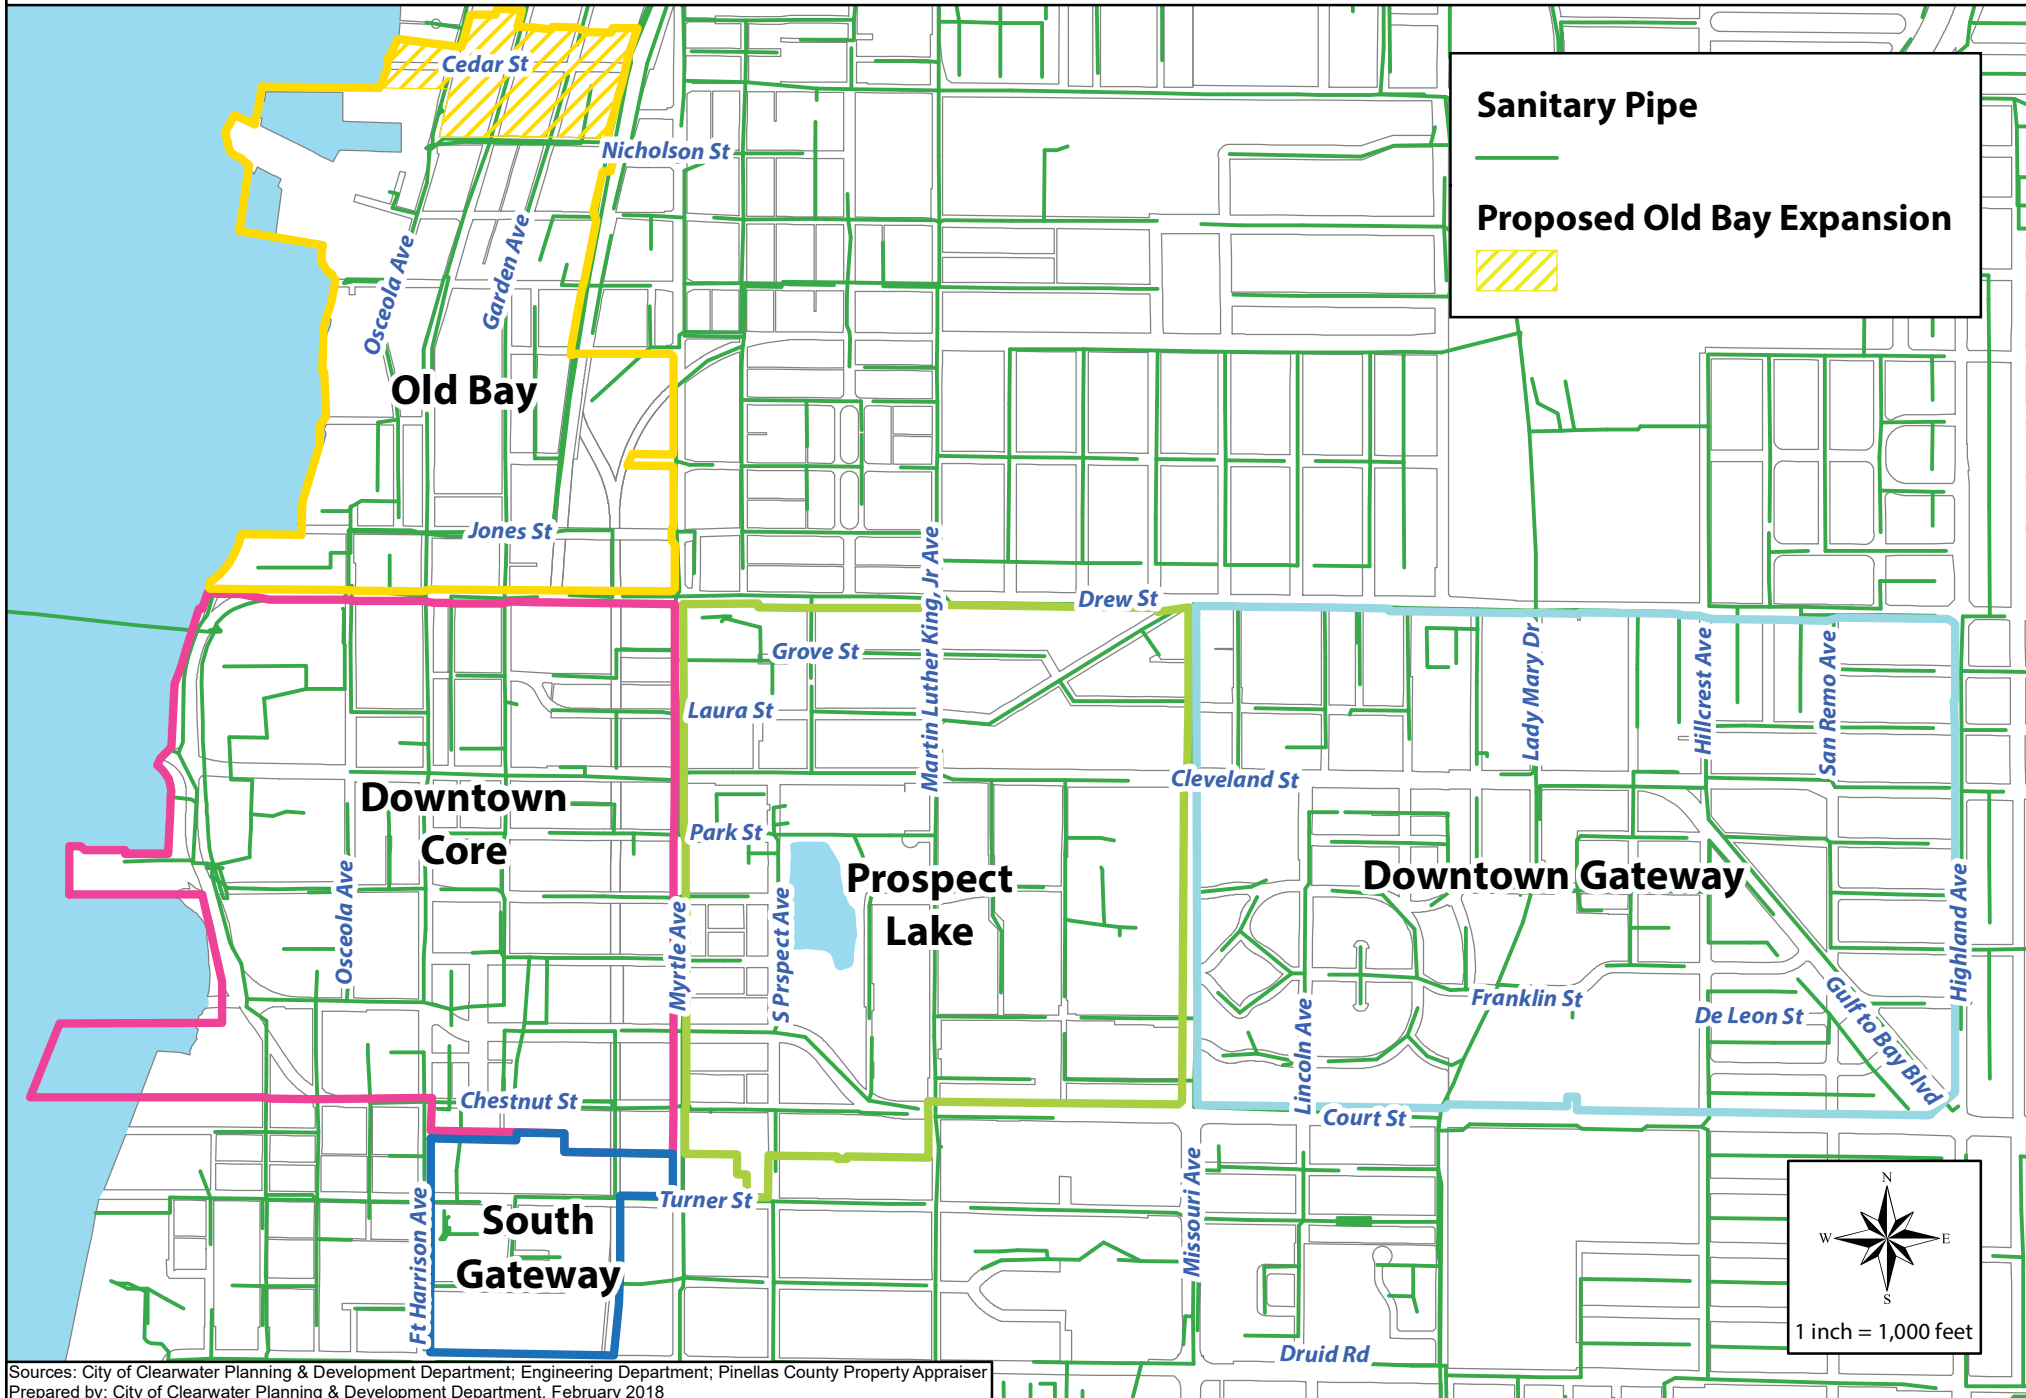 Cedar St
Sanitary Pipe
Nicholson St
Proposed Old Bay Expansion
Osceola Ave
Garden Ave
Old Bay
Jones St
Martin Luther King, Jr Ave
Drew St
Grove St
Lady Mary Dr
Hillcrest Ave
San Remo Ave
Laura St
Cleveland St
Downtown
Core
Park St
Prospect
Lake
Downtown Gateway
Osceola Ave
Myrtle Ave
S Prspect Ave
Highland Ave
Lincoln Ave
Franklin St
De Leon St
Gulf to Bay Blvd
Chestnut St
Court St
Missouri Ave
Ft Harrison Ave
Turner St
South
Gateway
N
W
E
S
1 inch = 1,000 feet
Druid Rd
Sources: City of Clearwater Planning & Development Department; Engineering Department; Pinellas County Property Appraiser
Prepared by: City of Clearwater Planning & Development Department, February 2018